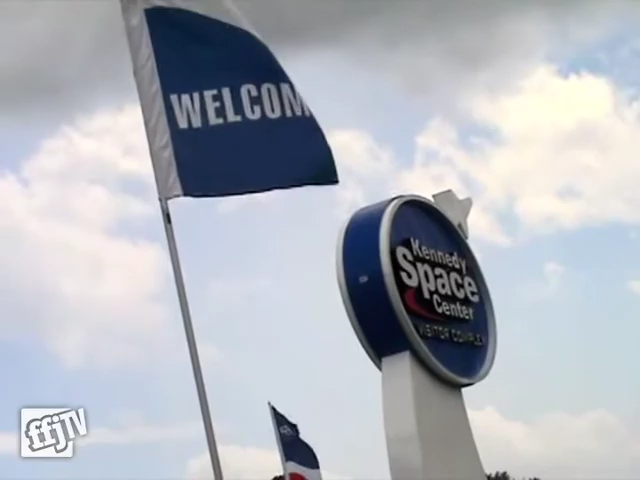 WELCOM
Kennedy
Space
Center
VISITOR COMPLEX
ffjTV